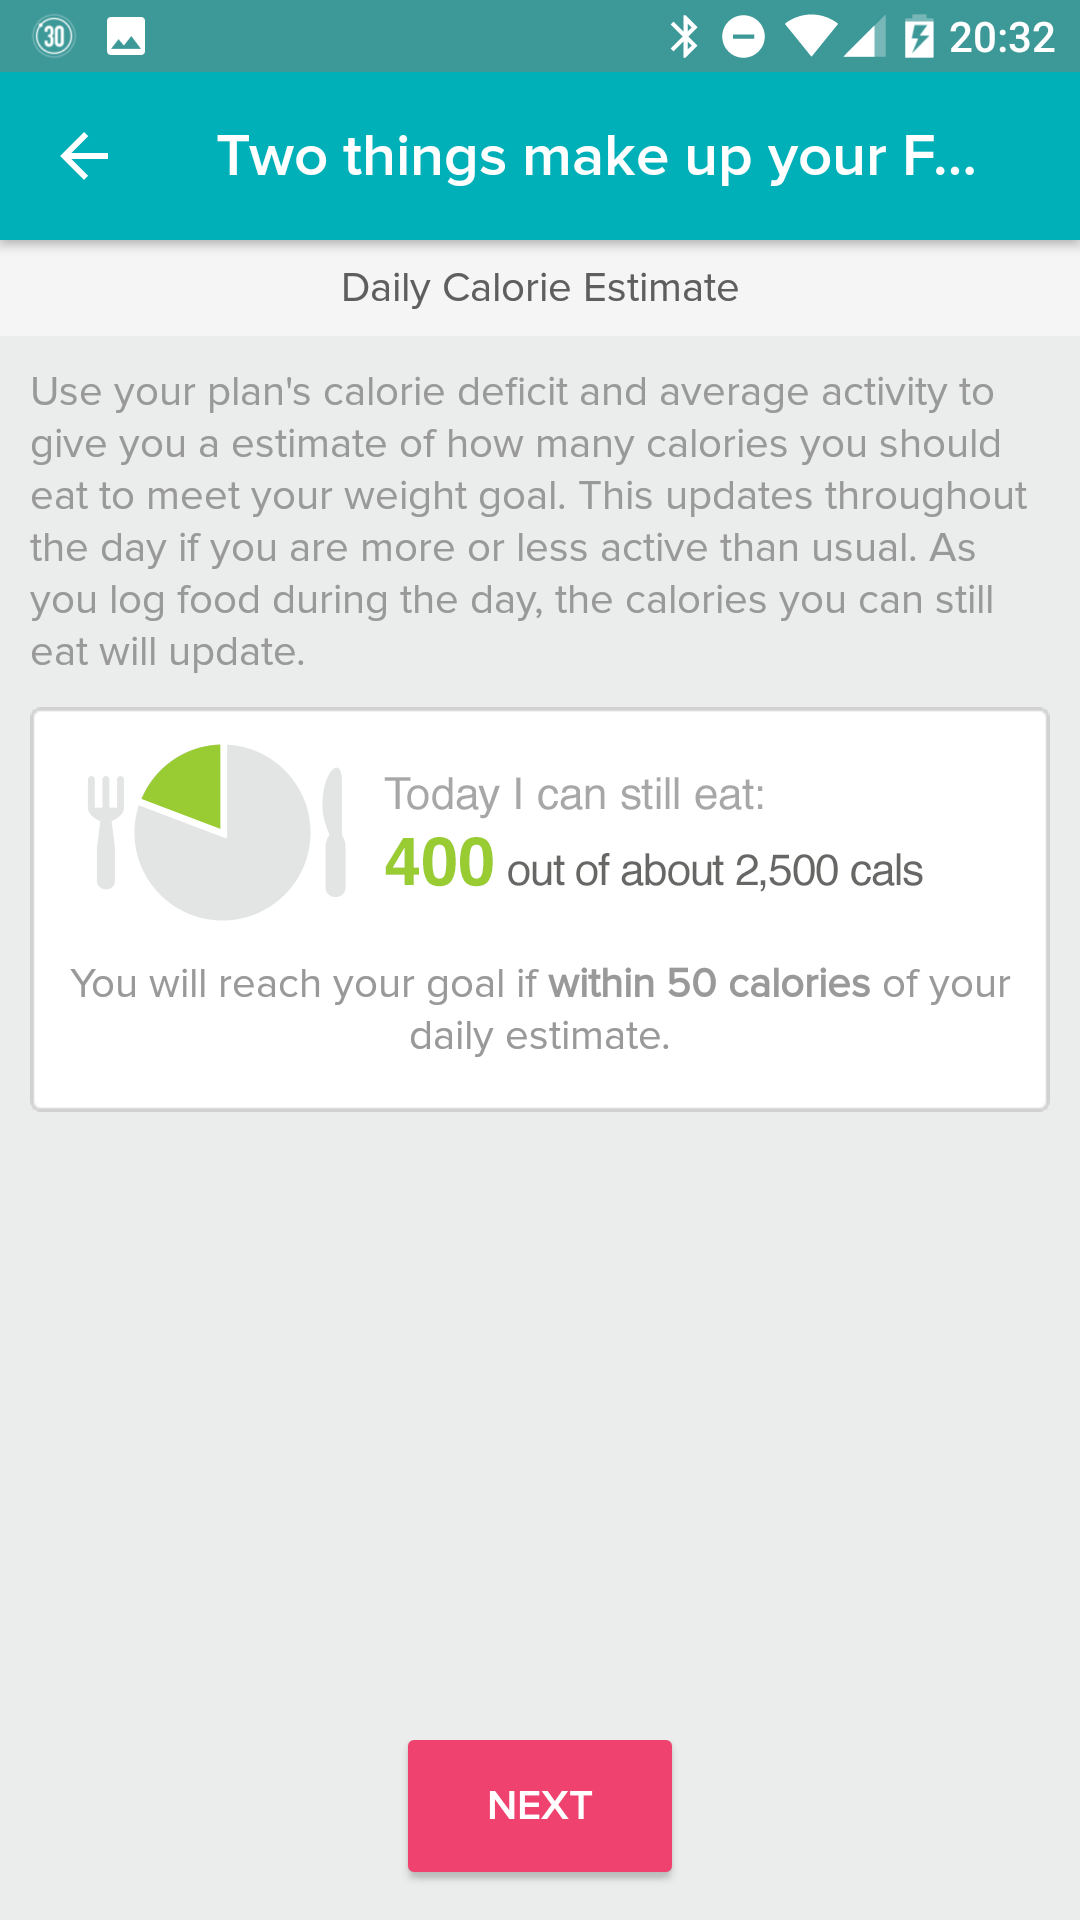 30
20:32
Two things make up your F...
Daily Calorie Estimate
Use your plan's calorie deficit and average activity to
give you a estimate of how many calories you should
eat to meet your weight goal. This updates throughout
the day if you are more or less active than usual. As
you log food during the day, the calories you can still
eat will update.
Today I can still eat:
400 out of about 2,500 cals
You will reach your goal if within 50 calories of your
daily estimate.
NEXT